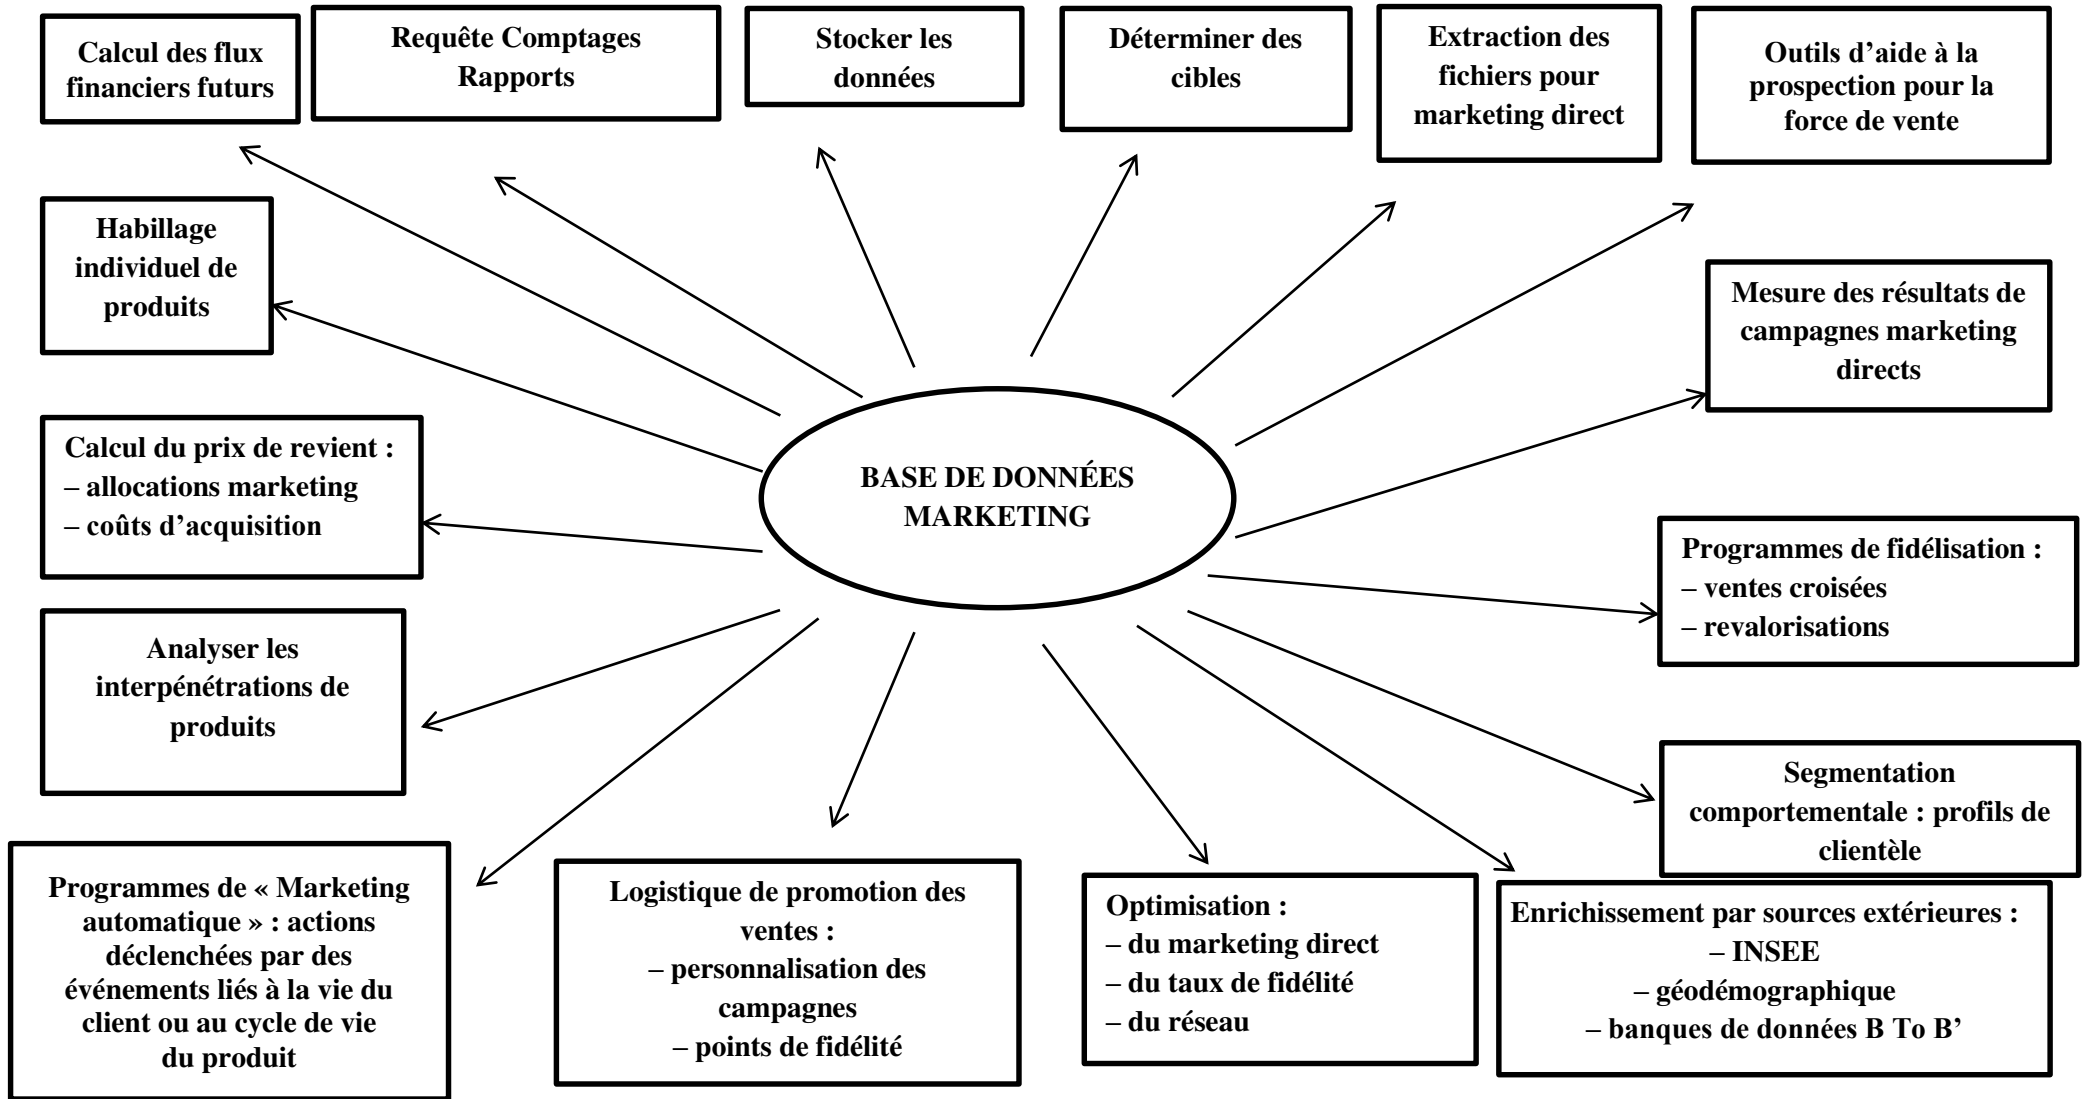 Calcul des flux
financiers futurs
Requête Comptages
Rapports
Stocker les
données
Déterminer des
cibles
Extraction des
fichiers pour
marketing direct
Outils d’aide à la
prospection pour la
force de vente
Habillage
individuel de
produits
Mesure des résultats de
campagnes marketing
directs
Calcul du prix de revient :
– allocations marketing
– coûts d’acquisition
BASE DE DONNÉES
MARKETING
Programmes de fidélisation :
– ventes croisées
– revalorisations
Analyser les
interpénétrations de
produits
Segmentation
comportementale : profils de
clientèle
Programmes de « Marketing
automatique » : actions
déclenchées par des
événements liés à la vie du
client ou au cycle de vie
du produit
Logistique de promotion des
ventes :
– personnalisation des
campagnes
– points de fidélité
Optimisation :
– du marketing direct
– du taux de fidélité
– du réseau
Enrichissement par sources extérieures :
– INSEE
– géodémographique
– banques de données B To B’